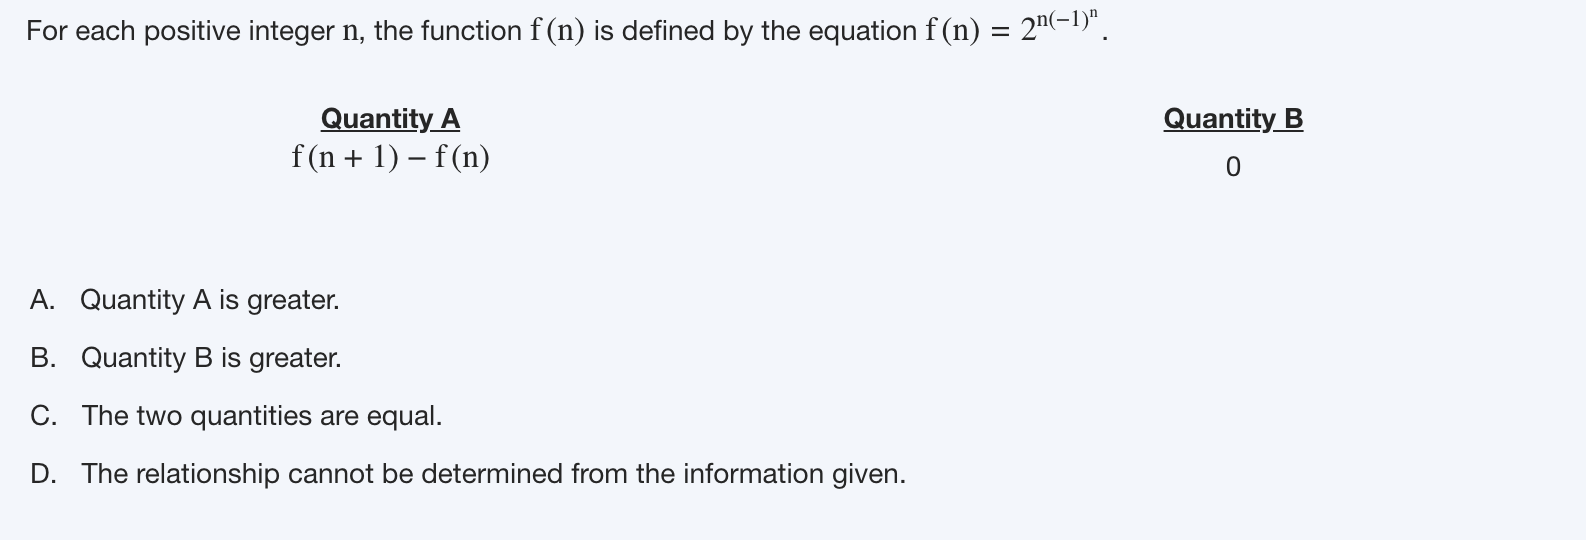 For each positive integer n, the function f (n) is defined by the equation f (n) = 2^{n(−1)^n}.
Quantity A
f (n + 1) − f (n)
Quantity B
0
A. Quantity A is greater.
B. Quantity B is greater.
C. The two quantities are equal.
D. The relationship cannot be determined from the information given.